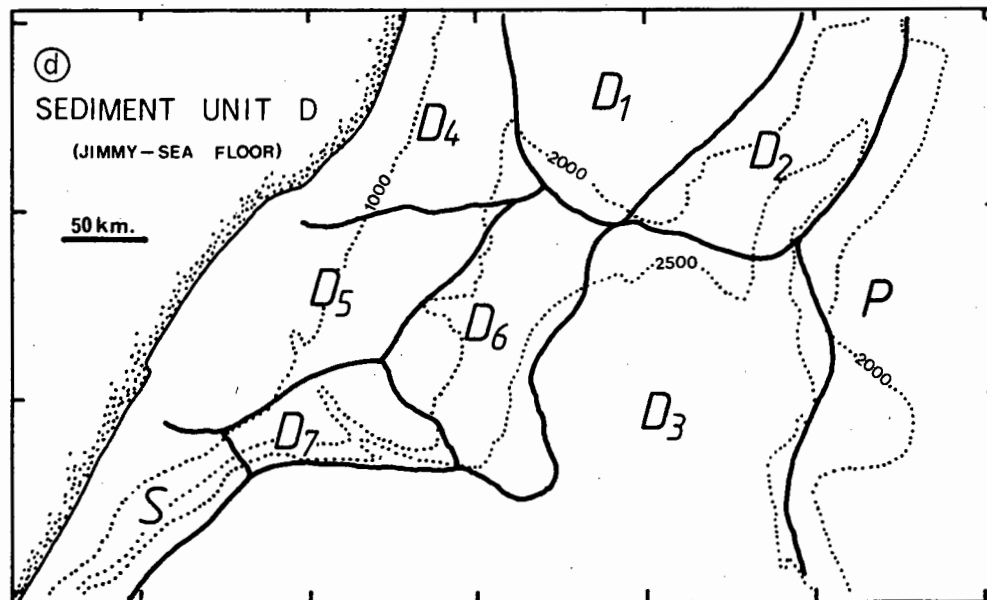 d
SEDIMENT UNIT D
(JIMMY-SEA FLOOR)
50 km.
D1
D4
2000
D2
1000
2500
D5
D6
P
2000
D3
D7
S